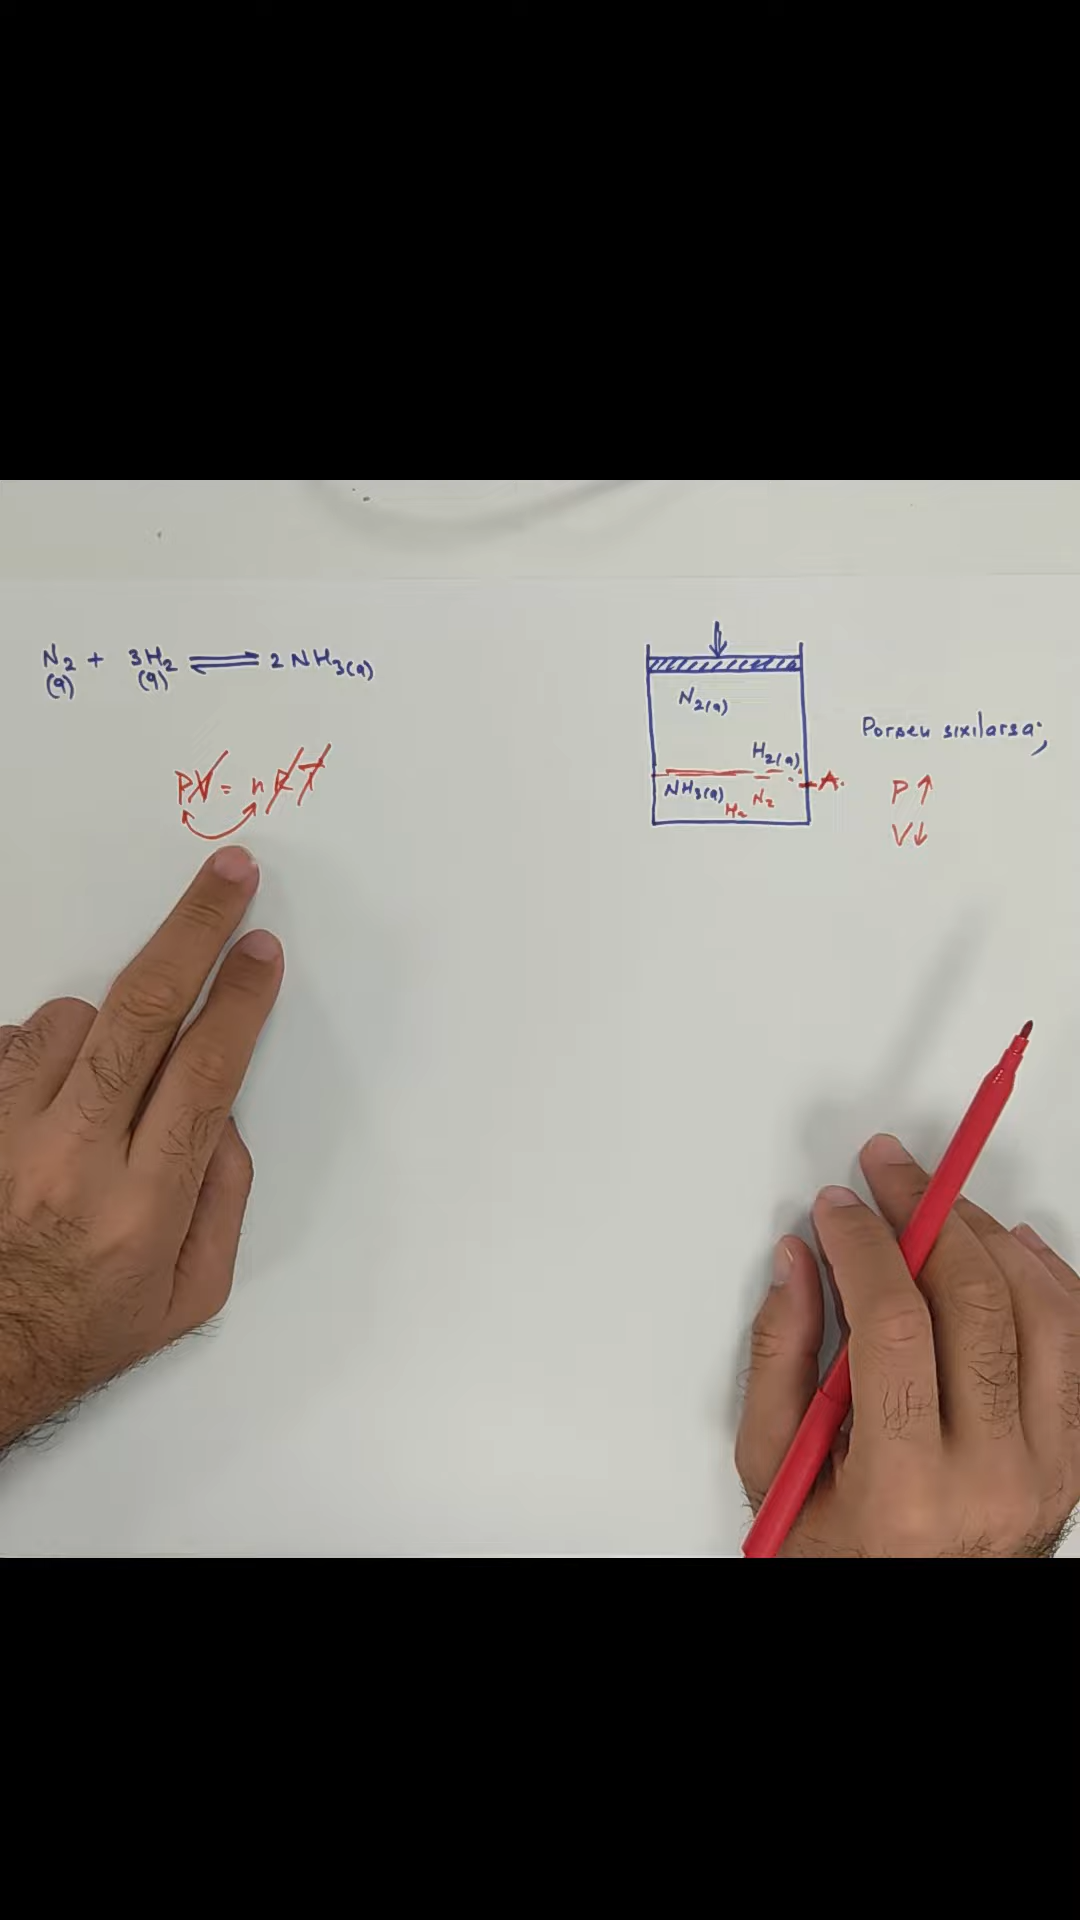 N₂ + 3H₂ ⇌ 2NH₃(q)
(q) (q)
PV = nRT
N₂(q)
H₂(q)
NH₃(q) H₂ N₂
A.
Porşen sıxılarsa;
P↑
V↓